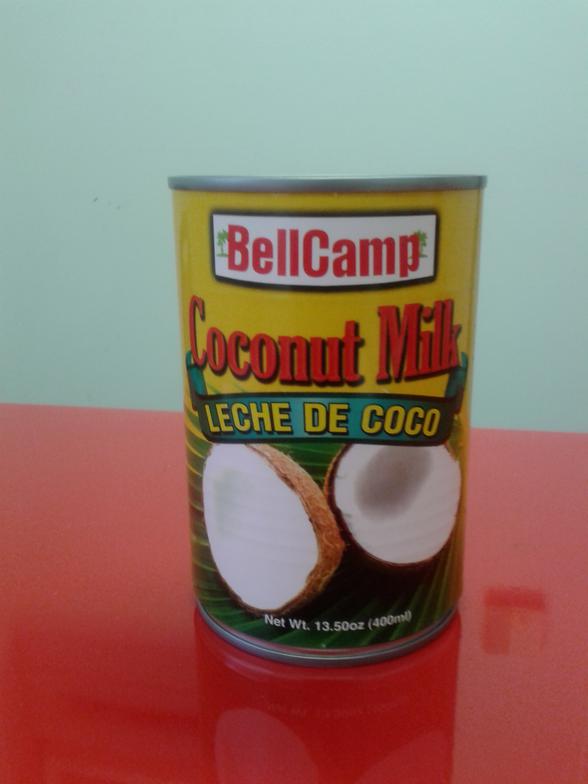 BellCamp
Coconut Milk
LECHE DE COCO
Net Wt. 13.50oz (400ml)